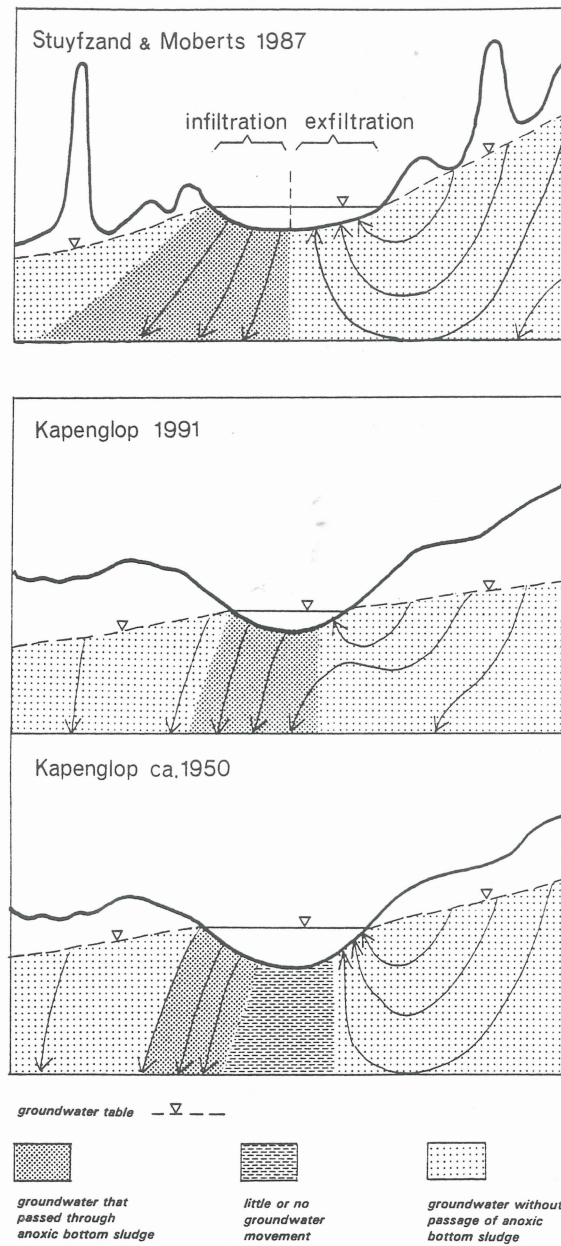 Stuyfzand & Moberts 1987
infiltration exfiltration
Kapenglop 1991
Kapenglop ca.1950
groundwater table
groundwater that
passed through
anoxic bottom sludge
little or no
groundwater
movement
groundwater without
passage of anoxic
bottom sludge